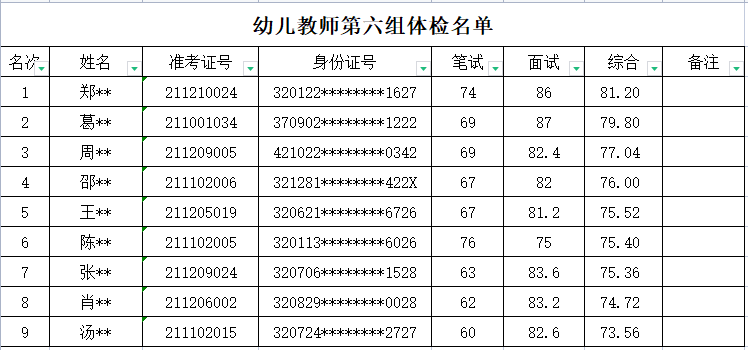 幼儿教师第六组体检名单
名次 姓名 准考证号 身份证号 笔试 面试 综合 备注
1 郑** 211210024 320122********1627 74 86 81.20
2 葛** 211001034 370902********1222 69 87 79.80
3 周** 211209005 421022********0342 69 82.4 77.04
4 邵** 211102006 321281********422X 67 82 76.00
5 王** 211205019 320621********6726 67 81.2 75.52
6 陈** 211102005 320113********6026 76 75 75.40
7 张** 211209024 320706********1528 63 83.6 75.36
8 肖** 211206002 320829********0028 62 83.2 74.72
9 汤** 211102015 320724********2727 60 82.6 73.56